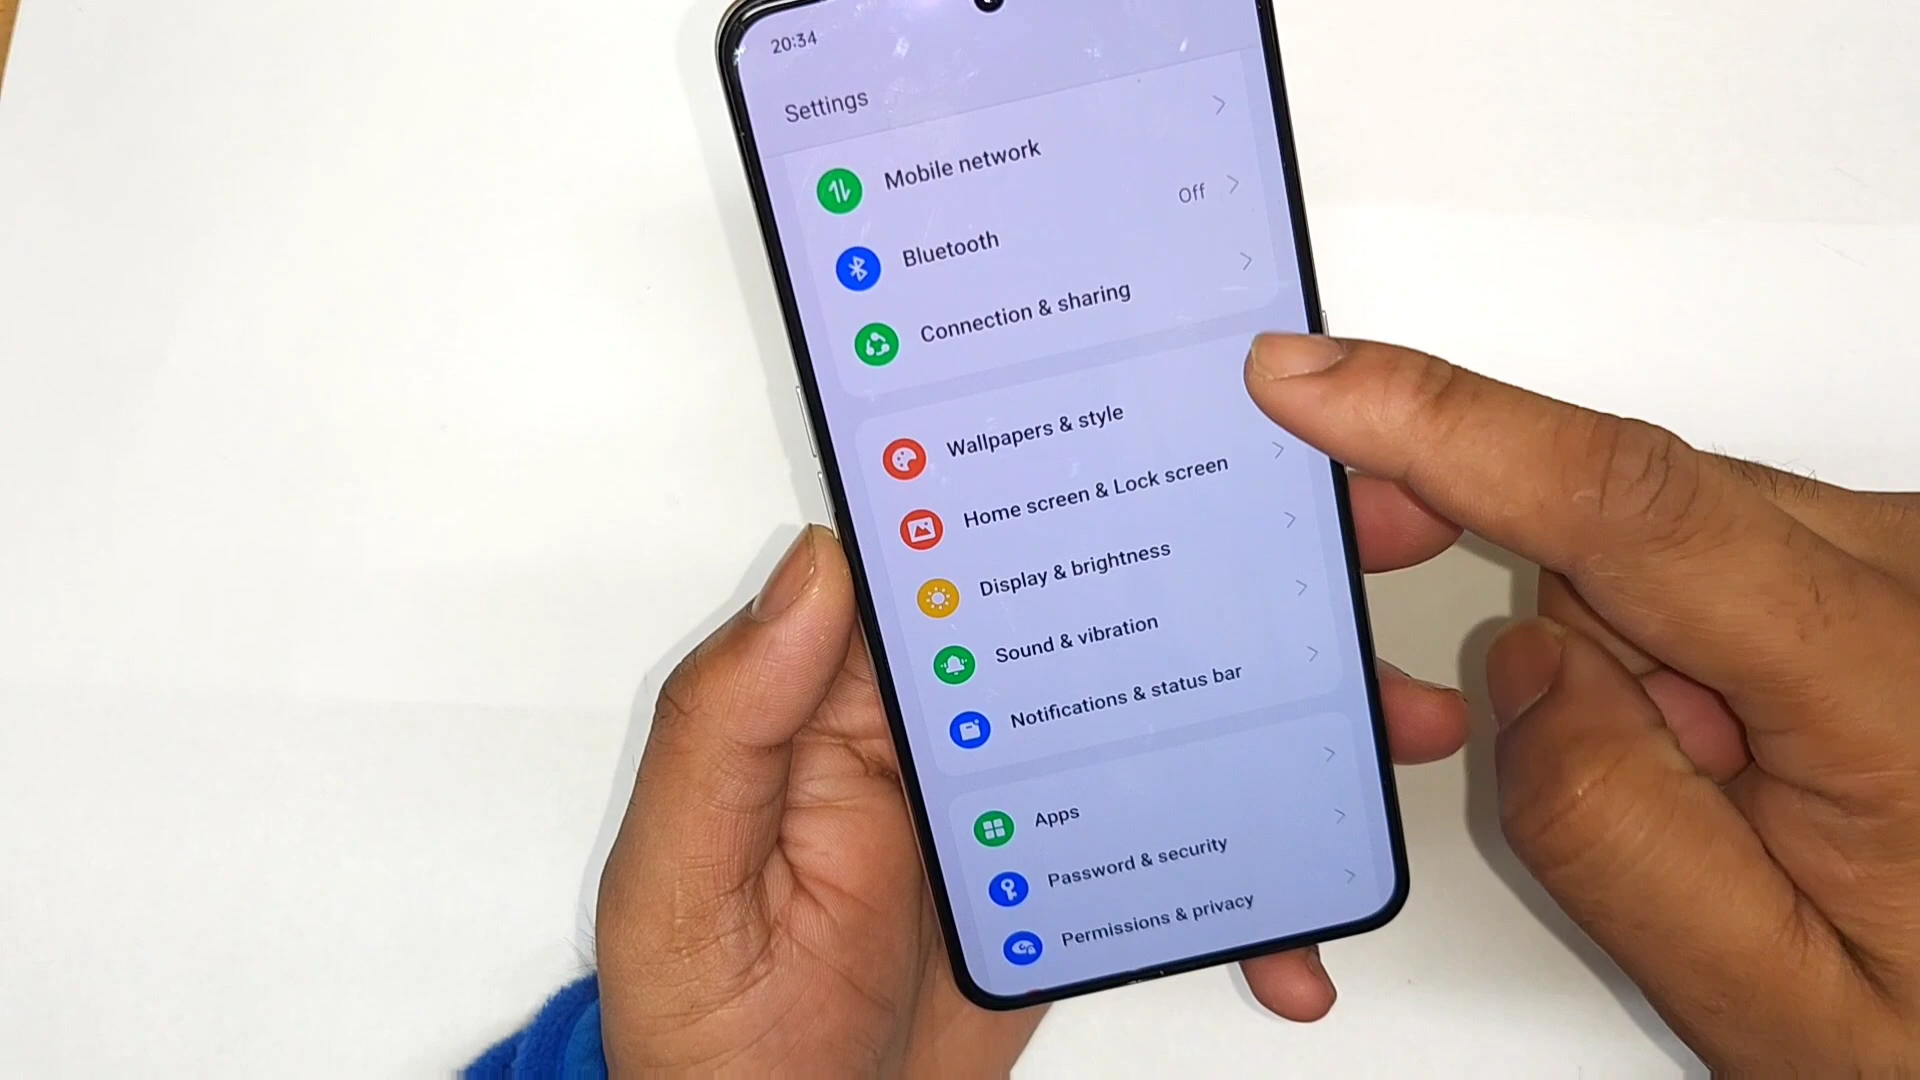 20:34
Settings
Mobile network
Bluetooth Off
Connection & sharing
Wallpapers & style
Home screen & Lock screen
Display & brightness
Sound & vibration
Notifications & status bar
Apps
Password & security
Permissions & privacy